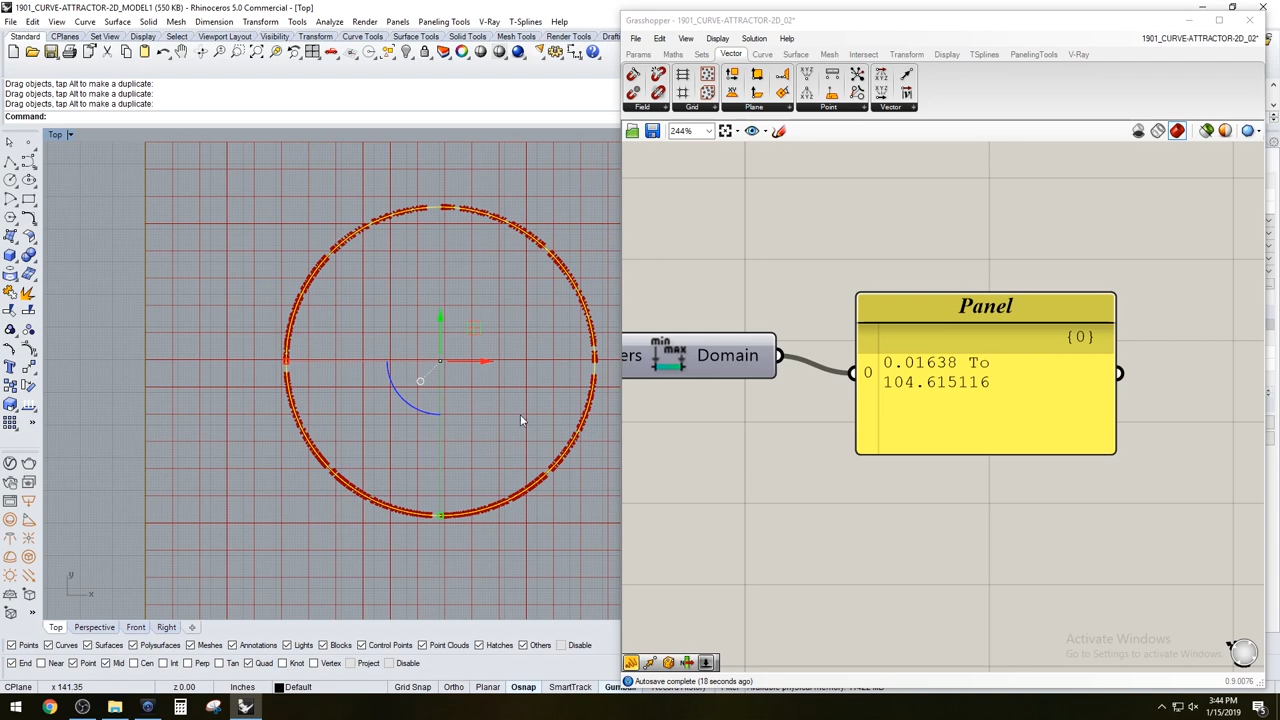 1901_CURVE-ATTRACTOR-2D_MODEL1 (550 KB) - Rhinoceros 5.0 Commercial - [Top]
File Edit View Curve Surface Solid Mesh Dimension Transform Tools Analyze Render Panels Paneling Tools V-Ray T-Splines Help
Standard CPlanes Set View Display Select Viewport Layout Visibility Transform Curve Tools Surface Tools Solid Tools Mesh Tools Render Tools
Drag objects, tap Alt to make a duplicate:
Drag objects, tap Alt to make a duplicate:
Drag objects, tap Alt to make a duplicate:
Command:
Top
y
x
Top Perspective Front Right
Points Curves Surfaces Polysurfaces Meshes Annotations Lights Blocks Control Points Point Clouds Hatches Others Disable
End Near Point Mid Cen Int Perp Tan Quad Knot Vertex Project Disable
CPlane x 141.35 z 0.00 Inches Default Grid Snap Ortho Planar Osnap SmartTrack
Grasshopper - 1901_CURVE-ATTRACTOR-2D_02*
File Edit View Display Solution Help 1901_CURVE-ATTRACTOR-2D_02*
Params Maths Sets Vector Curve Surface Mesh Intersect Transform Display TSplines PanelingTools V-Ray
Field Grid Plane Point Vector
244%
ers min max Domain
Panel
{0}
0 0.01638 To
104.615116
Activate Windows
Go to Settings to activate Windows.
Autosave complete (18 seconds ago) 0.9.0076
3:44 PM
1/15/2019